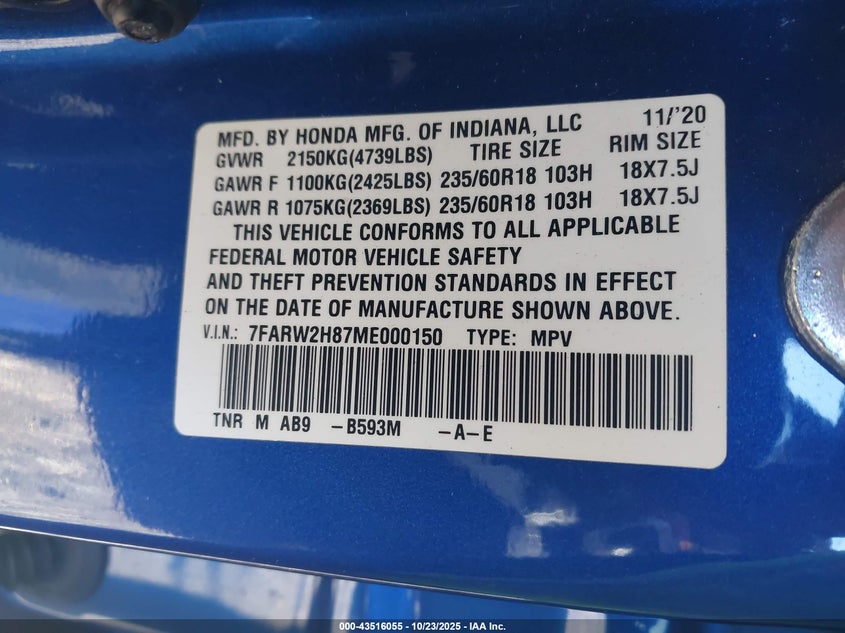 MFD. BY HONDA MFG. OF INDIANA, LLC 11/'20
GVWR 2150KG(4739LBS) TIRE SIZE RIM SIZE
GAWR F 1100KG(2425LBS) 235/60R18 103H 18X7.5J
GAWR R 1075KG(2369LBS) 235/60R18 103H 18X7.5J
THIS VEHICLE CONFORMS TO ALL APPLICABLE
FEDERAL MOTOR VEHICLE SAFETY
AND THEFT PREVENTION STANDARDS IN EFFECT
ON THE DATE OF MANUFACTURE SHOWN ABOVE.
V.I.N.: 7FARW2H87ME000150 TYPE: MPV
TNR M AB9 -B593M -A-E
000-43516055 - 10/23/2025 - IAA Inc.